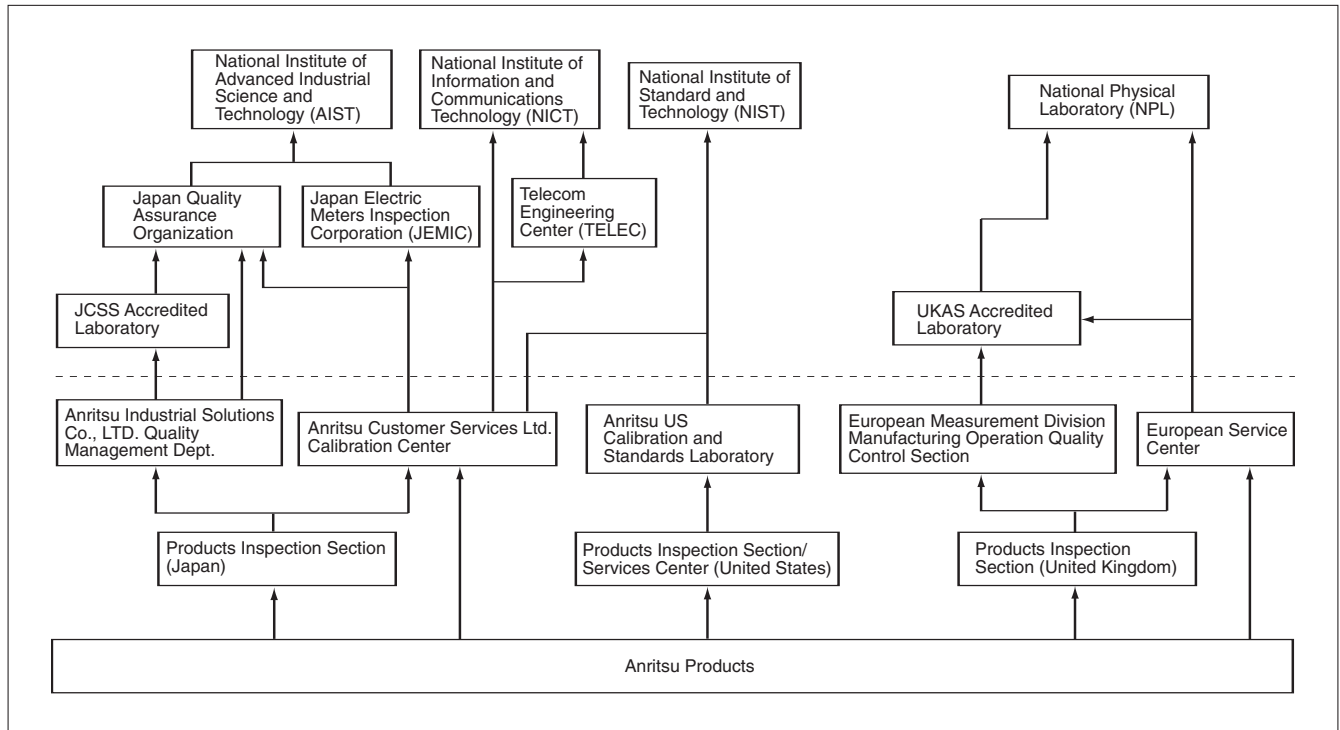 National Institute of
Advanced Industrial
Science and
Technology (AIST)
National Institute of
Information and
Communications
Technology (NICT)
National Institute of
Standard and
Technology (NIST)
National Physical
Laboratory (NPL)
Japan Quality
Assurance
Organization
Japan Electric
Meters Inspection
Corporation (JEMIC)
Telecom
Engineering
Center (TELEC)
JCSS Accredited
Laboratory
UKAS Accredited
Laboratory
Anritsu Industrial Solutions
Co., LTD. Quality
Management Dept.
Anritsu Customer Services Ltd.
Calibration Center
Anritsu US
Calibration and
Standards Laboratory
European Measurement Division
Manufacturing Operation Quality
Control Section
European Service
Center
Products Inspection Section
(Japan)
Products Inspection Section/
Services Center (United States)
Products Inspection
Section (United Kingdom)
Anritsu Products